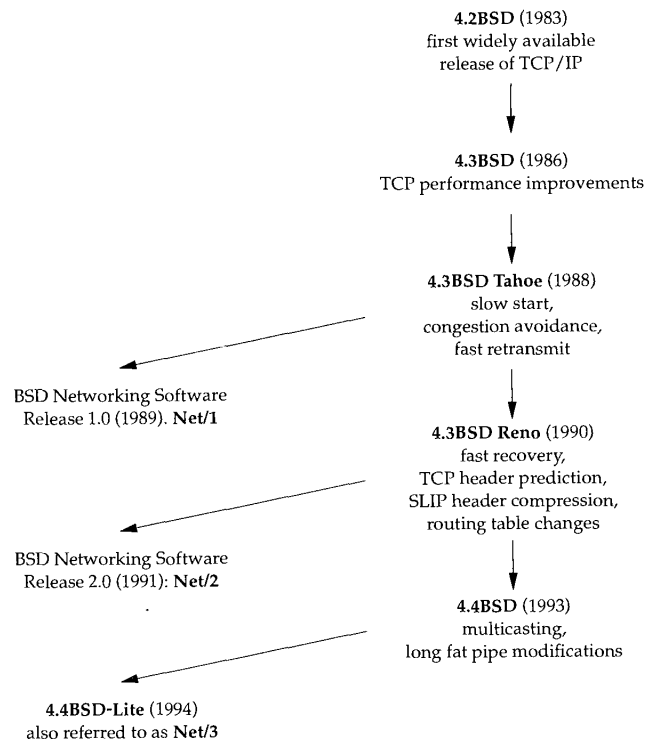 4.2BSD (1983)
first widely available
release of TCP/IP
4.3BSD (1986)
TCP performance improvements
4.3BSD Tahoe (1988)
slow start,
congestion avoidance,
fast retransmit
BSD Networking Software
Release 1.0 (1989). Net/1
4.3BSD Reno (1990)
fast recovery,
TCP header prediction,
SLIP header compression,
routing table changes
BSD Networking Software
Release 2.0 (1991): Net/2
4.4BSD (1993)
multicasting,
long fat pipe modifications
4.4BSD-Lite (1994)
also referred to as Net/3